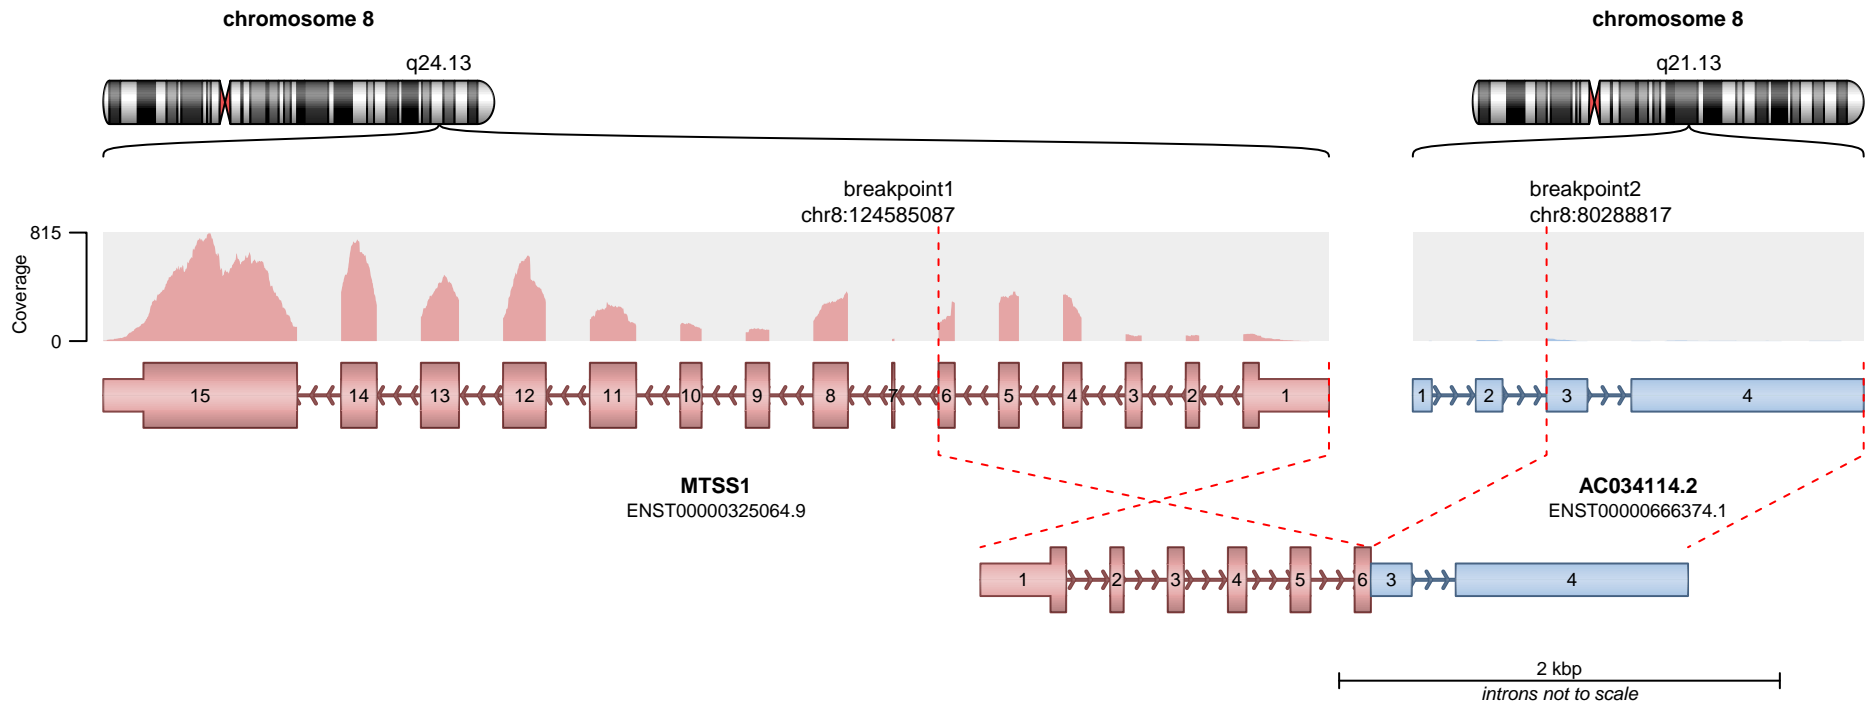 chromosome 8
chromosome 8
q24.13
q21.13
breakpoint1
chr8:124585087
breakpoint2
chr8:80288817
815
0
Coverage
15 14 13 12 11 10 9 8 7 6 5 4 3 2 1
1 2 3 4
MTSS1
ENST00000325064.9
AC034114.2
ENST00000666374.1
1 2 3 4 5 6 3 4
2 kbp
introns not to scale